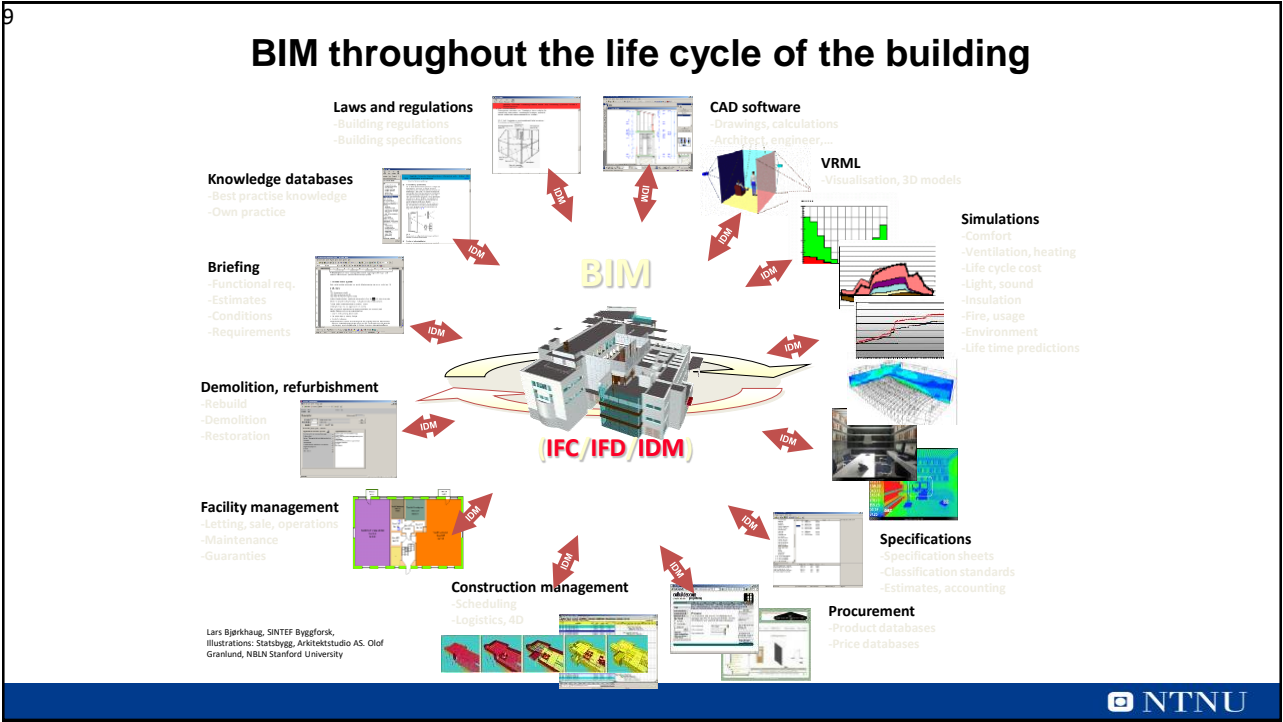 9
BIM throughout the life cycle of the building
Laws and regulations
-Building regulations
-Building specifications
CAD software
-Drawings, calculations
-Architect, engineer,...
VRML
-Visualisation, 3D models
Knowledge databases
-Best practise knowledge
-Own practice
Simulations
-Comfort
-Ventilation, heating
-Life cycle cost
-Light, sound
-Insulation
-Fire, usage
-Environment
-Life time predictions
Briefing
-Functional req.
-Estimates
-Conditions
-Requirements
BIM
IDM
IDM
IDM
IDM
IDM
IDM
IDM
IDM
IDM
IDM
IDM
IDM
IDM
(IFC/IFD/IDM)
Demolition, refurbishment
-Rebuild
-Demolition
-Restoration
Facility management
-Letting, sale, operations
-Maintenance
-Guaranties
Specifications
-Specification sheets
-Classification standards
-Estimates, accounting
Construction management
-Scheduling
-Logistics, 4D
Procurement
-Product databases
-Price databases
Lars Bjørkhaug, SINTEF Byggforsk,
Illustrations: Statsbygg, Arkitektstudio AS. Olof
Granlund, NBLN Stanford University
NTNU